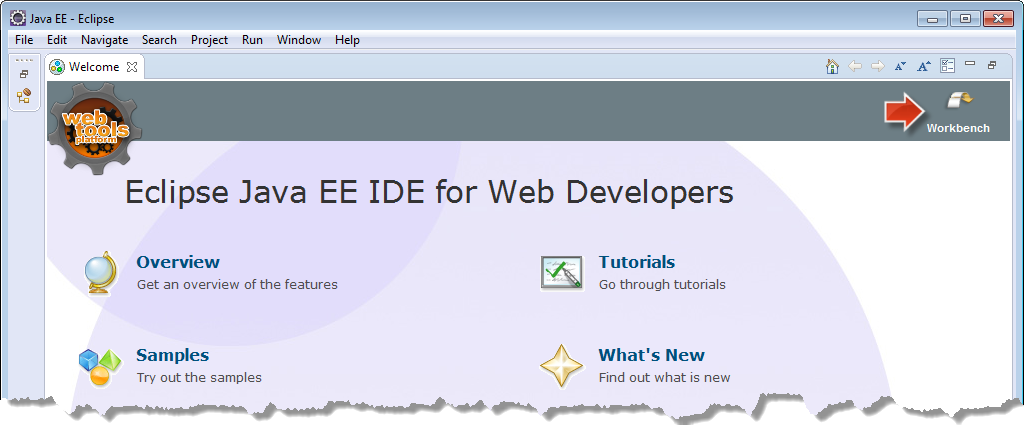 Java EE - Eclipse
File Edit Navigate Search Project Run Window Help
Welcome
A A
web
tools
platform
Workbench
Eclipse Java EE IDE for Web Developers
Overview
Get an overview of the features
Tutorials
Go through tutorials
Samples
Try out the samples
What's New
Find out what is new